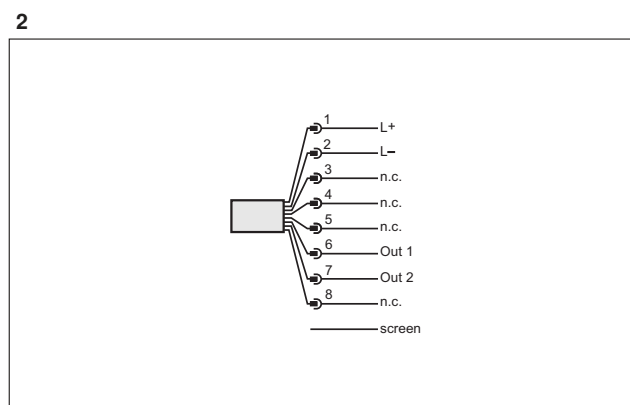 2
1 L+
2 L–
3 n.c.
4 n.c.
5 n.c.
6 Out 1
7 Out 2
8 n.c.
screen